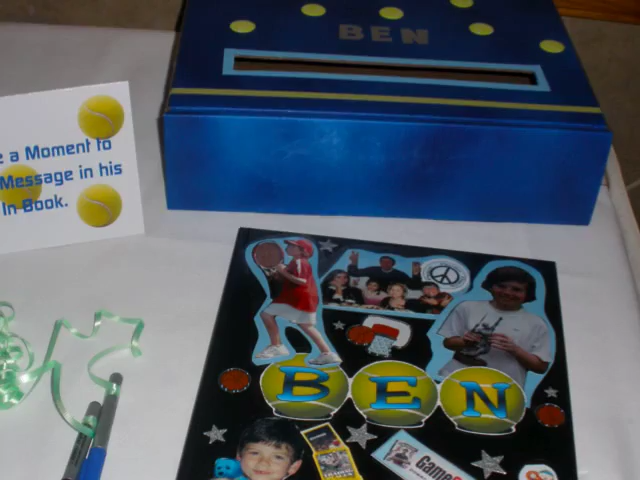 BEN
a Moment to
Message in his
In Book.
BEN
Game